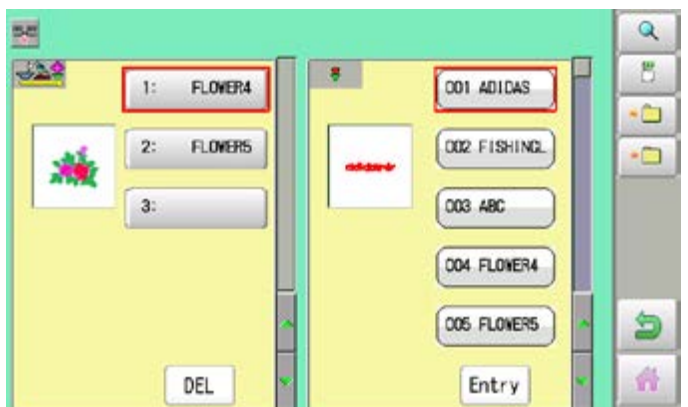 1: FLOWER4
2: FLOWER5
3:
DEL
001 ADIDAS
002 FISHINGL
003 ABC
004 FLOWER4
005 FLOWER5
Entry